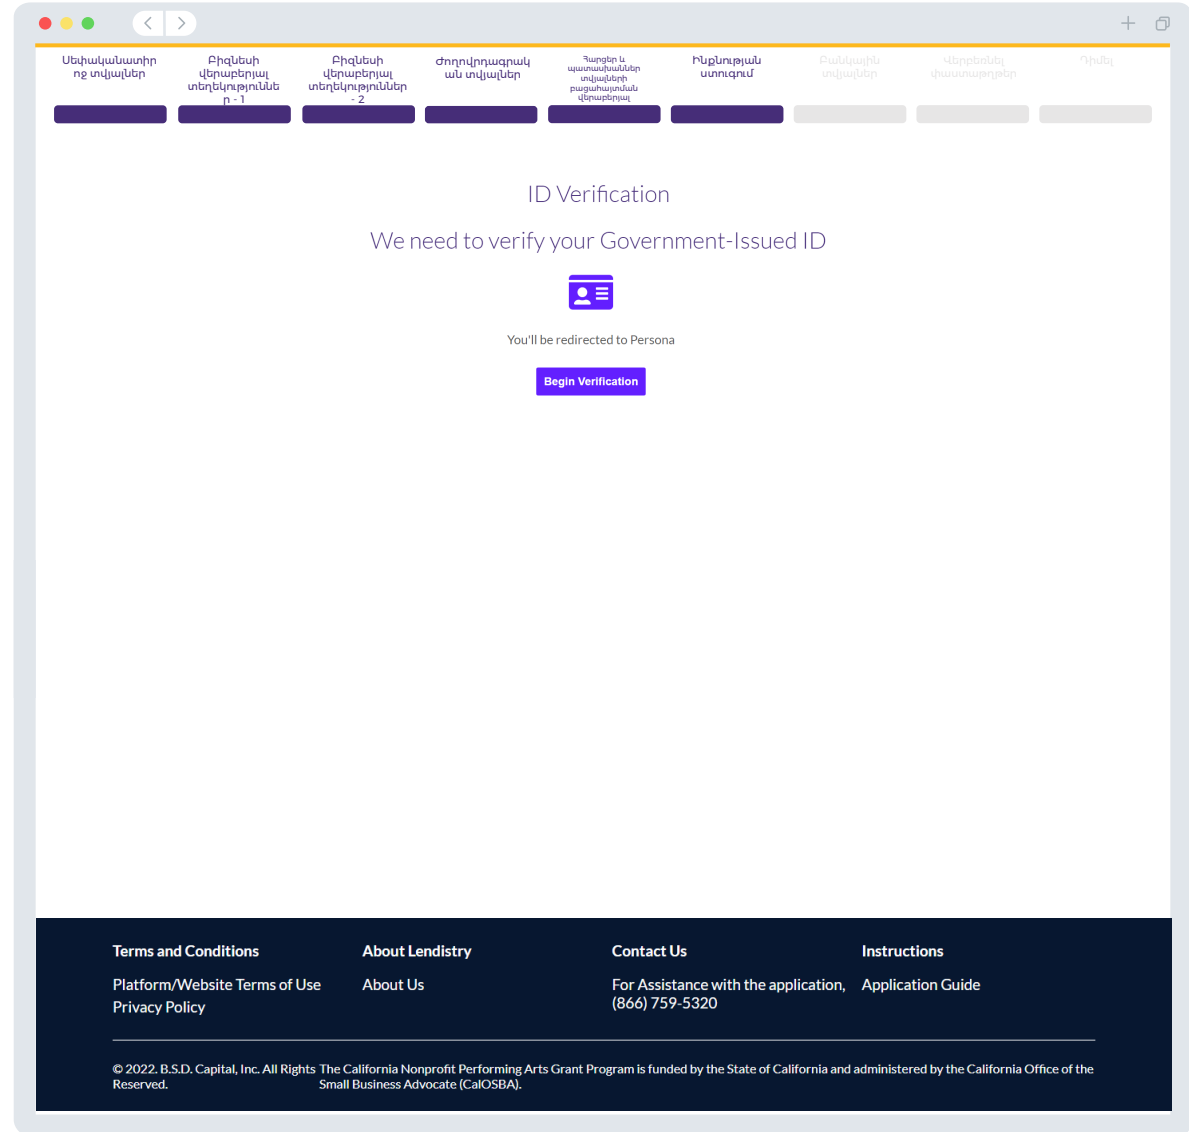 Սեփականատիր
ոջ տվյալներ
Բիզնեսի
վերաբերյալ
տեղեկություննե
ր - 1
Բիզնեսի
վերաբերյալ
տեղեկություններ
- 2
Ժողովրդագրակ
ան տվյալներ
Հարցեր և
պատասխաններ
տվյալների
բացահայտման
վերաբերյալ
Ինքնության
ստուգում
Բանկային
տվյալներ
Վերբեռնել
փաստաթղթեր
Դիմել
ID Verification
We need to verify your Government-Issued ID
You'll be redirected to Persona
Begin Verification
Terms and Conditions
Platform/Website Terms of Use
Privacy Policy
About Lendistry
About Us
Contact Us
For Assistance with the application,
(866) 759-5320
Instructions
Application Guide
© 2022. B.S.D. Capital, Inc. All Rights
Reserved.
The California Nonprofit Performing Arts Grant Program is funded by the State of California and administered by the California Office of the
Small Business Advocate (CalOSBA).